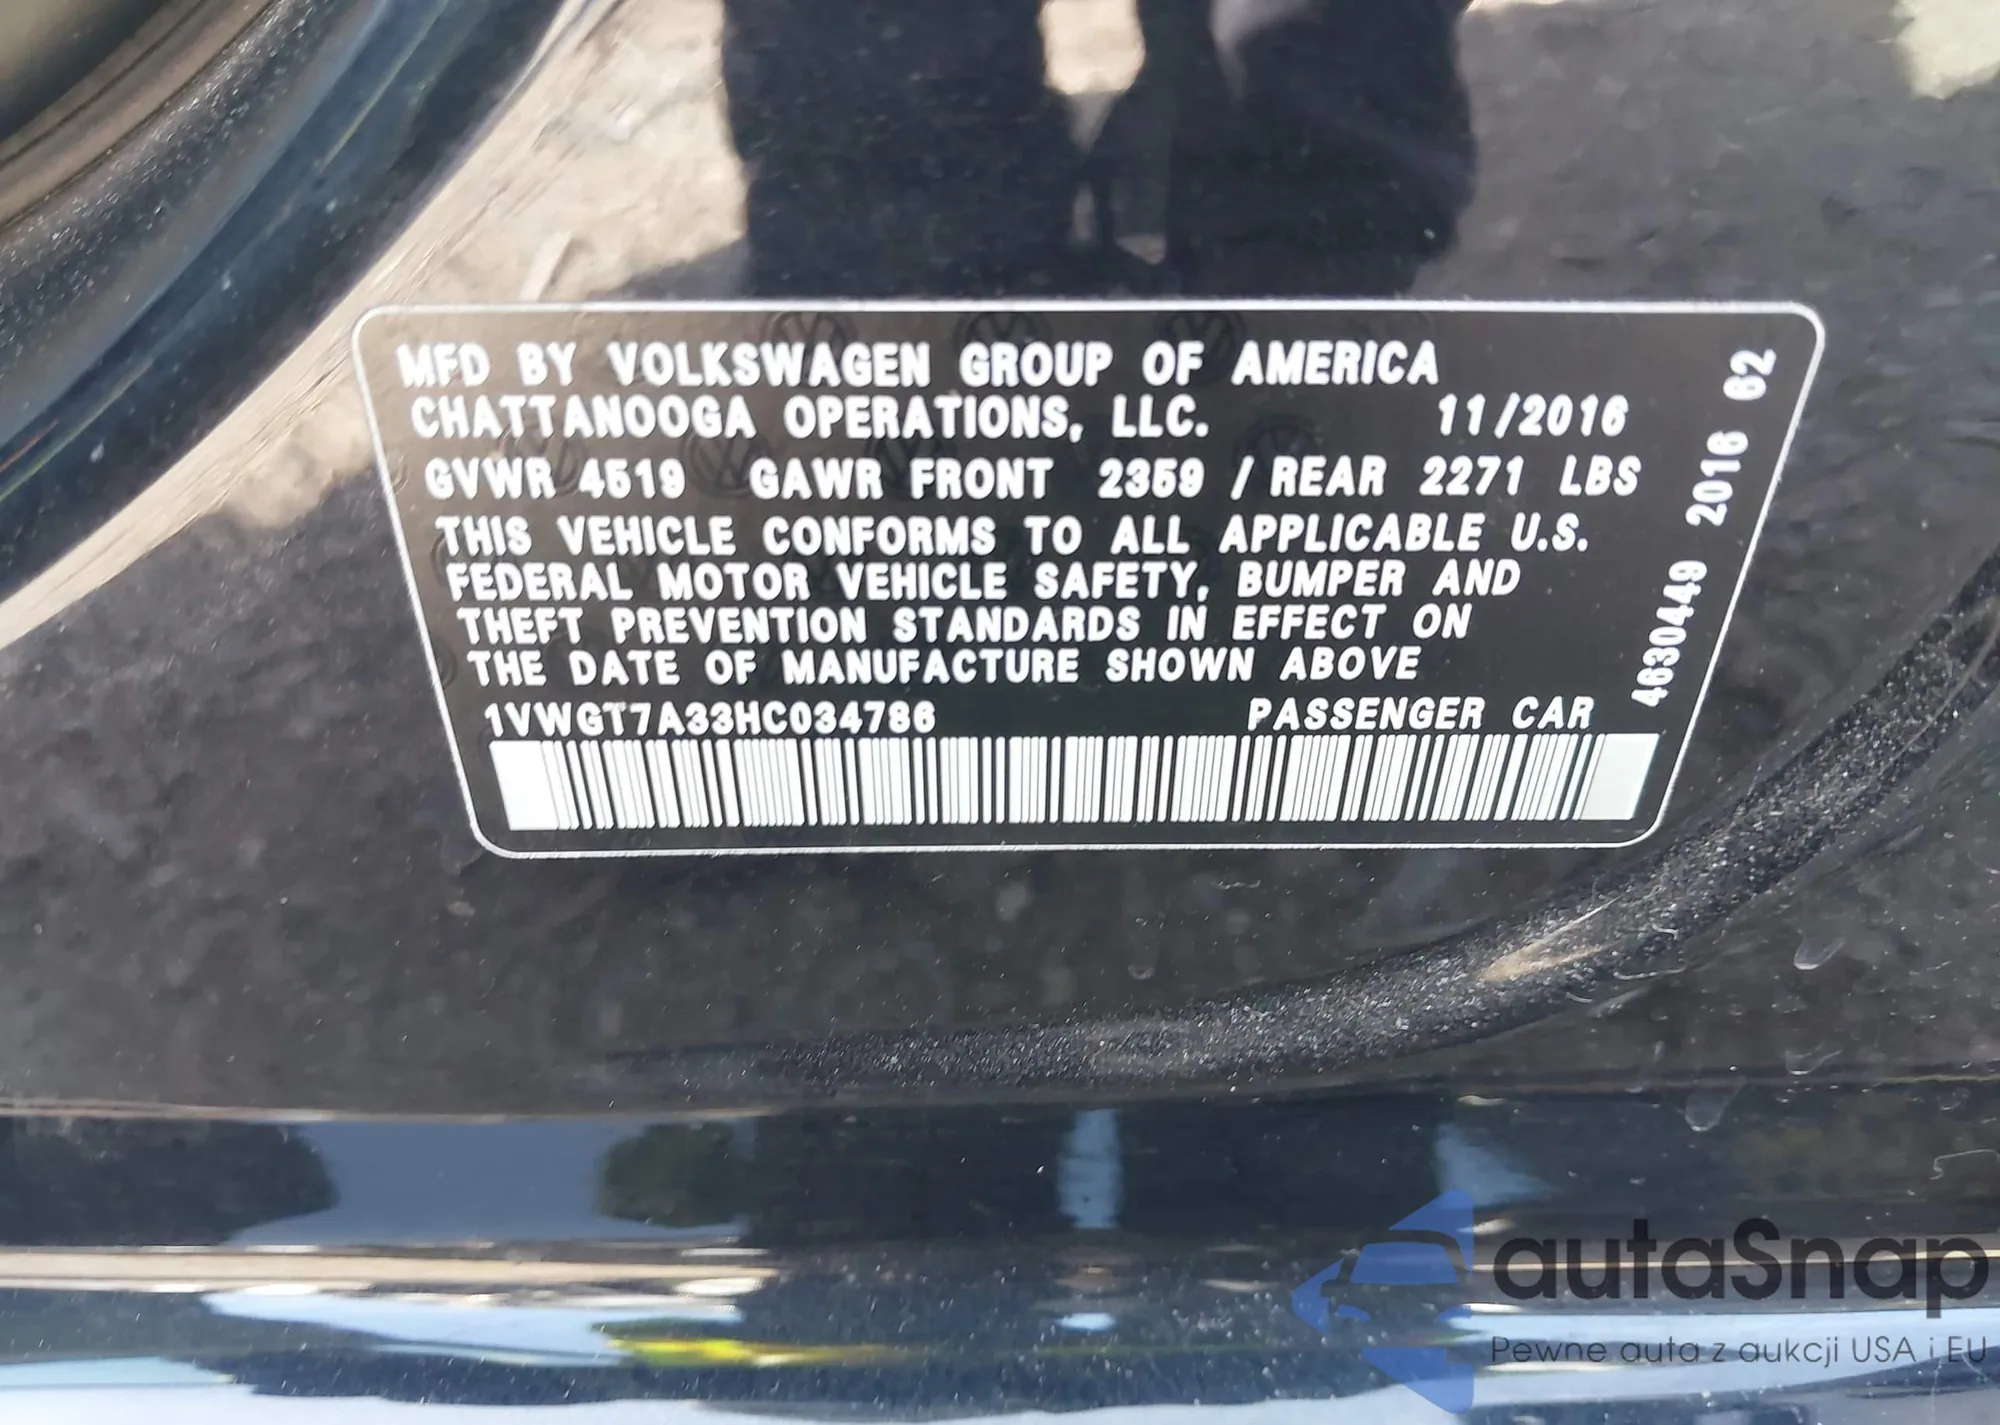 MFD BY VOLKSWAGEN GROUP OF AMERICA
CHATTANOOGA OPERATIONS, LLC. 11/2016
GVWR 4519 GAWR FRONT 2359 / REAR 2271 LBS
THIS VEHICLE CONFORMS TO ALL APPLICABLE U.S.
FEDERAL MOTOR VEHICLE SAFETY, BUMPER AND
THEFT PREVENTION STANDARDS IN EFFECT ON
THE DATE OF MANUFACTURE SHOWN ABOVE
1VWGT7A33HC034786 PASSENGER CAR
4630449 2016 62
autaSnap
Pewne auta z aukcji USA i EU